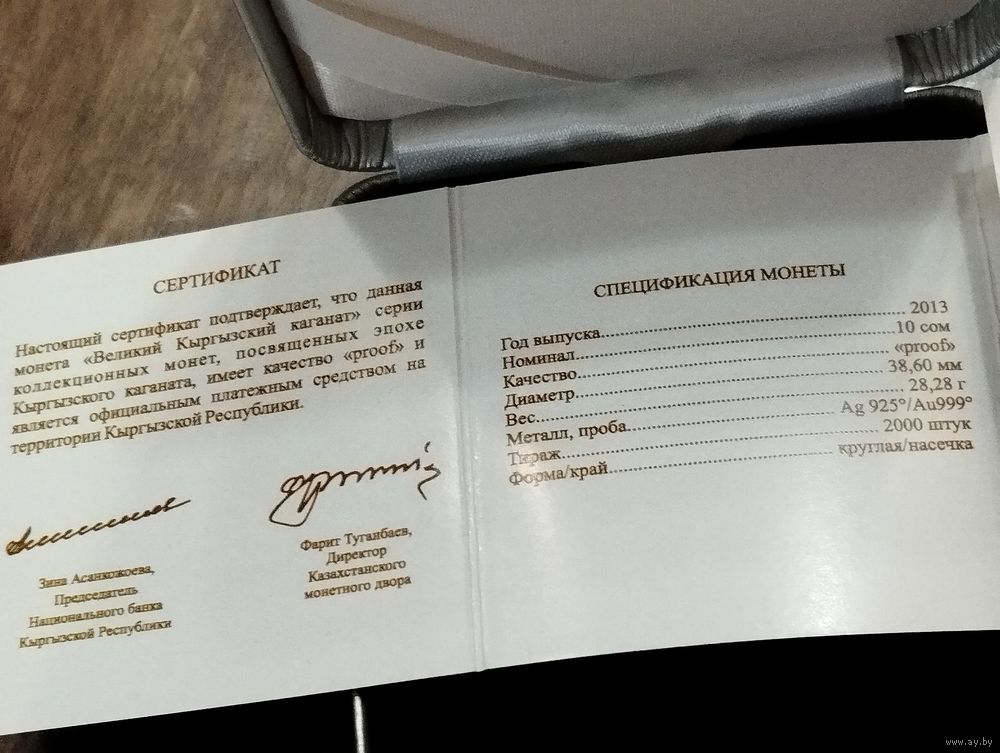 СЕРТИФИКАТ
Настоящий сертификат подтверждает, что данная
монета «Великий Кыргызский каганат» серии
коллекционных монет, посвященных эпохе
Кыргызского каганата, имеет качество «proof» и
является официальным платежным средством на
территории Кыргызской Республики.
Зина Асанкожоева,
Председатель
Национального банка
Кыргызской Республики
Фарит Туганбаев,
Директор
Казахстанского
монетного двора
СПЕЦИФИКАЦИЯ МОНЕТЫ
Год выпуска 2013
Номинал 10 сом
Качество «proof»
Диаметр 38,60 мм
Вес 28,28 г
Металл, проба Ag 925°/Au999°
Тираж 2000 штук
Форма/край круглая/насечка
www.ay.by